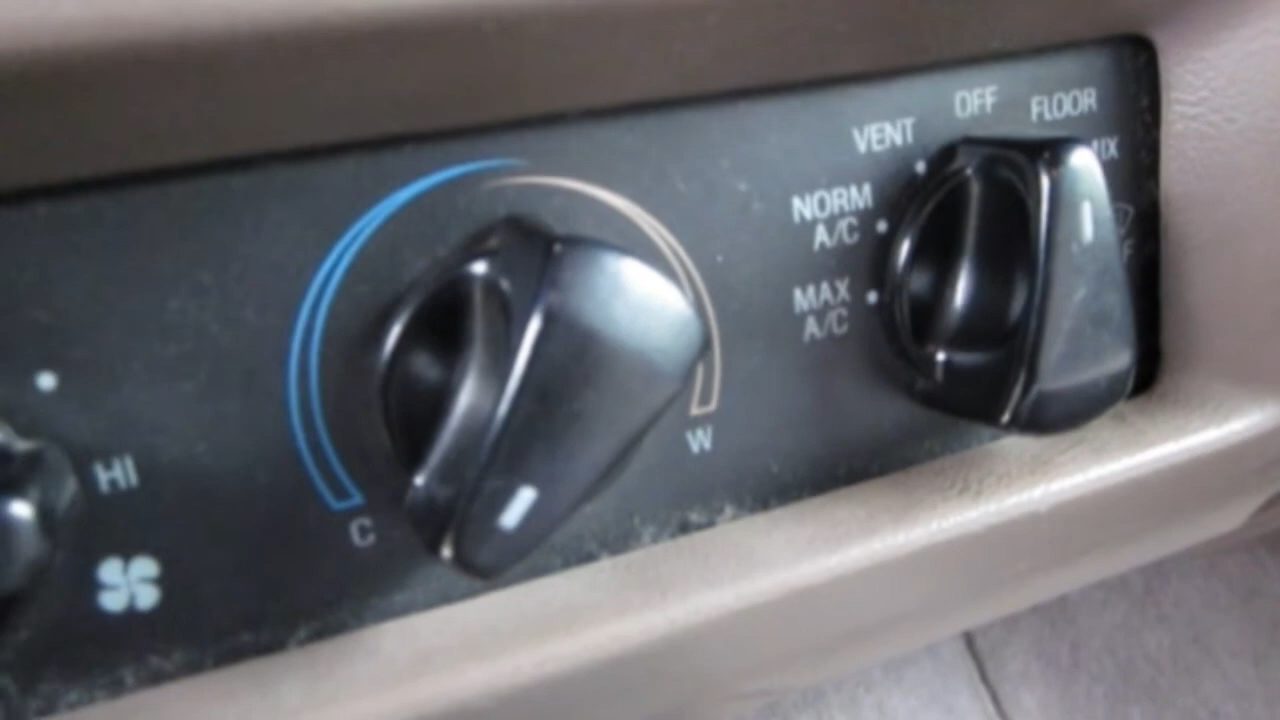 OFF
FLOOR
VENT
NORM
A/C
MAX
A/C
W
HI
C